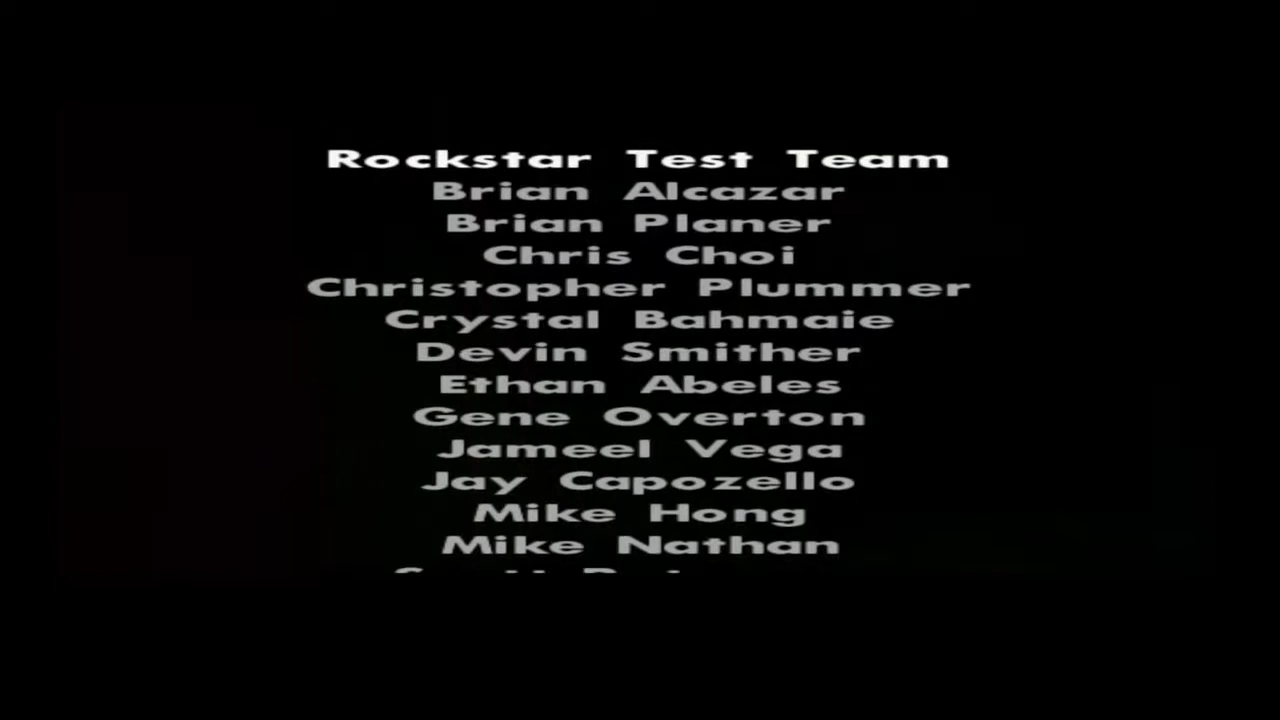 Rockstar Test Team
Brian Alcazar
Brian Planer
Chris Choi
Christopher Plummer
Crystal Bahmaie
Devin Smither
Ethan Abeles
Gene Overton
Jameel Vega
Jay Capozello
Mike Hong
Mike Nathan